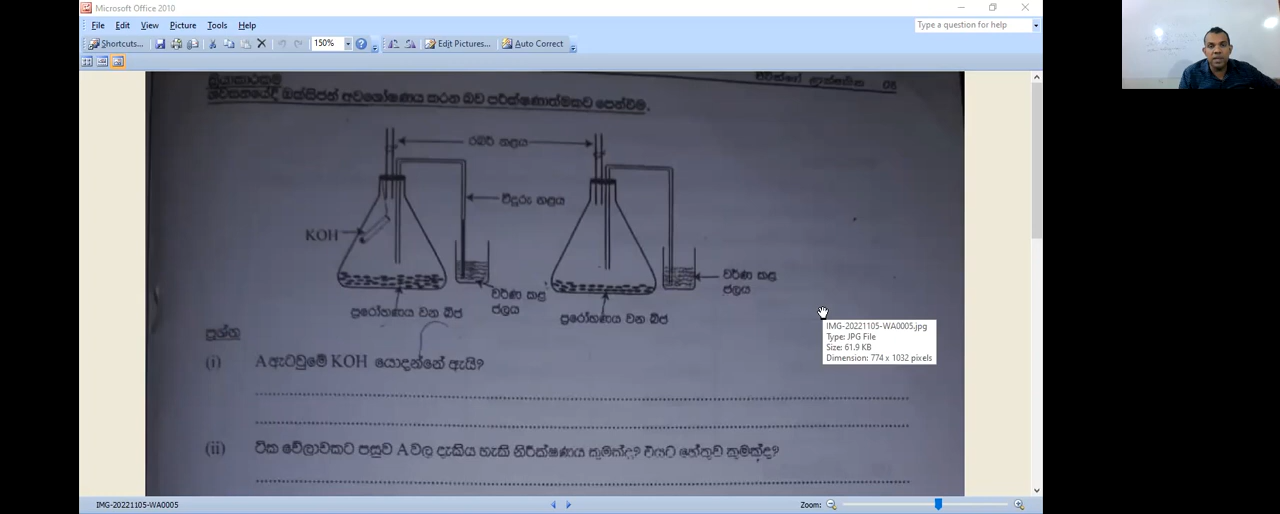 Microsoft Office 2010
File Edit View Picture Tools Help
Type a question for help
Shortcuts... 150% Edit Pictures... Auto Correct
ක්‍රියාකාරකම
05
ශ්වසනයේදී ඔක්සිජන් අවශෝෂණය කරන බව පරීක්ෂණාත්මකව පෙන්වීම.
රබර් නළය
වීදුරු නළය
KOH
වර්ණ කළ
ජලය
වර්ණ කළ
ජලය
ප්‍රරෝහණය වන බීජ
ප්‍රරෝහණය වන බීජ
IMG-20221105-WA0005.jpg
Type: JPG File
Size: 61.9 KB
Dimension: 774 x 1032 pixels
ප්‍රශ්න
(i) A ඇටවුමේ KOH යොදන්නේ ඇයි?
(ii) ටික වේලාවකට පසුව A වල දැකිය හැකි නිරීක්ෂණය කුමක්ද? එයට හේතුව කුමක්ද?
IMG-20221105-WA0005
Zoom: